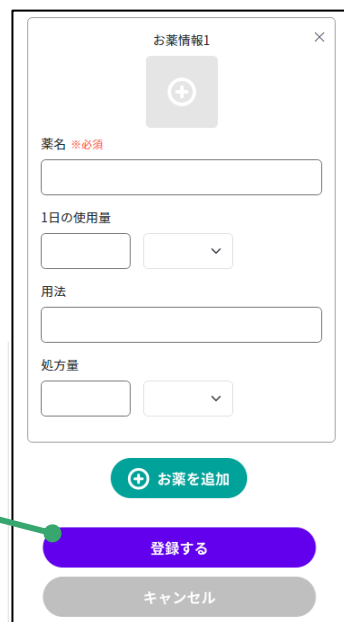 お薬情報1
薬名 ※必須
1日の使用量
用法
処方量
お薬を追加
登録する
キャンセル